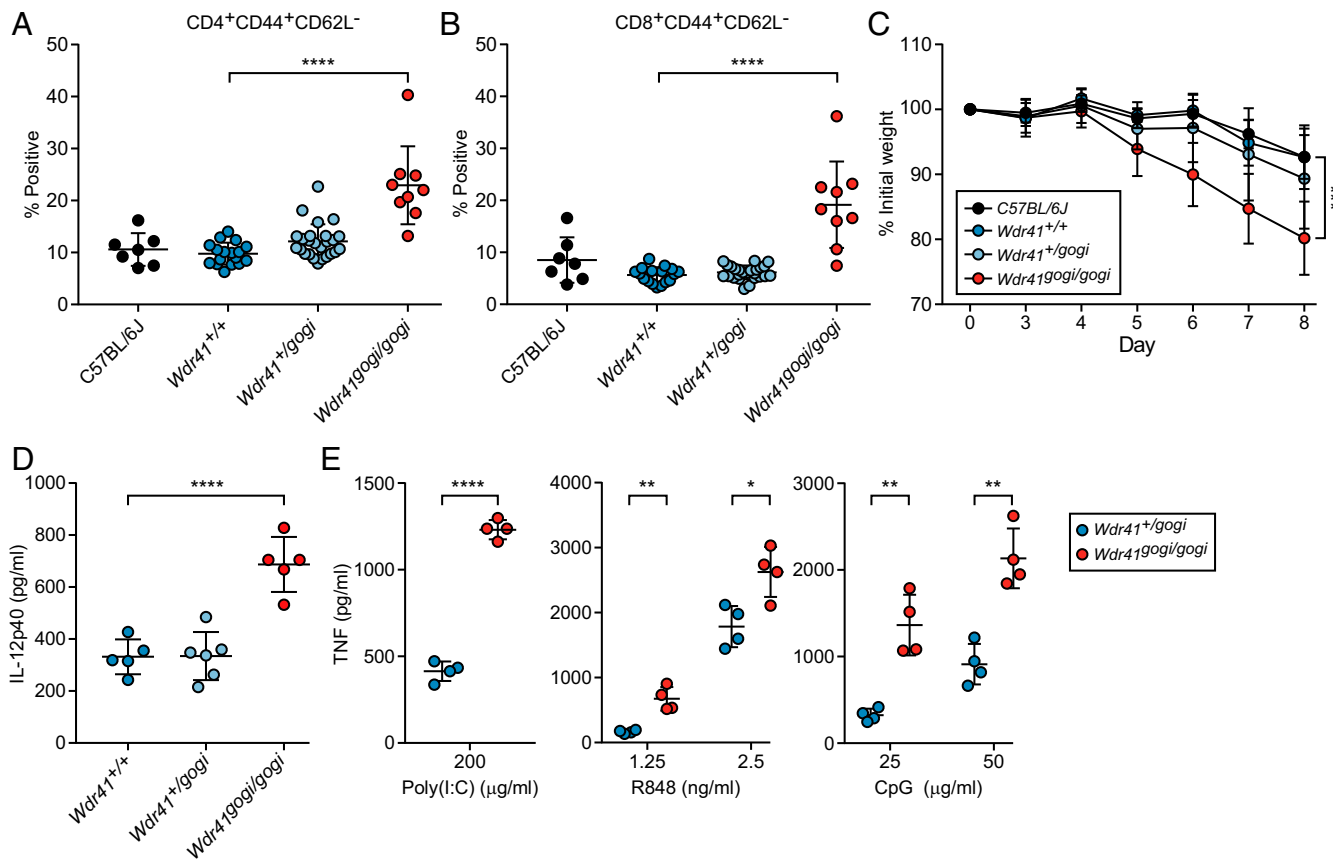 A
CD4+CD44+CD62L-
50
40
30
20
10
0
% Positive
****
C57BL/6J
Wdr41+/+
Wdr41+/gogi
Wdr41gogi/gogi
B
CD8+CD44+CD62L-
50
40
30
20
10
0
% Positive
****
C57BL/6J
Wdr41+/+
Wdr41+/gogi
Wdr41gogi/gogi
C
110
100
90
80
70
% Initial weight
C57BL/6J
Wdr41+/+
Wdr41+/gogi
Wdr41gogi/gogi
0 3 4 5 6 7 8
Day
D
1000
800
600
400
200
0
IL-12p40 (pg/ml)
****
Wdr41+/+
Wdr41+/gogi
Wdr41gogi/gogi
E
1500
1000
500
0
TNF (pg/ml)
****
200
Poly(I:C) (μg/ml)
4000
3000
2000
1000
0
** *
1.25 2.5
R848 (ng/ml)
3000
2000
1000
0
** **
25 50
CpG (μg/ml)
Wdr41+/gogi
Wdr41gogi/gogi